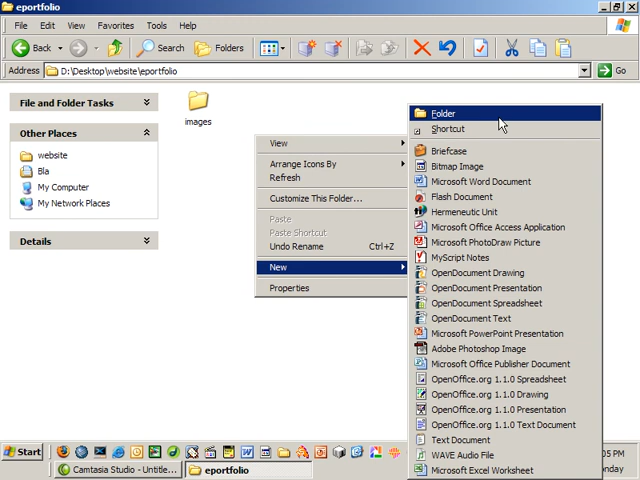 eportfolio
File Edit View Favorites Tools Help
Back Search Folders
Address D:\Desktop\website\eportfolio Go
File and Folder Tasks
Other Places
website
Bla
My Computer
My Network Places
Details
images
View
Arrange Icons By
Refresh
Customize This Folder...
Paste
Paste Shortcut
Undo Rename Ctrl+Z
New
Properties
Folder
Shortcut
Briefcase
Bitmap Image
Microsoft Word Document
Flash Document
Hermeneutic Unit
Microsoft Office Access Application
Microsoft PhotoDraw Picture
MyScript Notes
OpenDocument Drawing
OpenDocument Presentation
OpenDocument Spreadsheet
OpenDocument Text
Microsoft PowerPoint Presentation
Adobe Photoshop Image
Microsoft Office Publisher Document
OpenOffice.org 1.1.0 Spreadsheet
OpenOffice.org 1.1.0 Drawing
OpenOffice.org 1.1.0 Presentation
OpenOffice.org 1.1.0 Text Document
Text Document
WAVE Audio File
Microsoft Excel Worksheet
Start
Camtasia Studio - Untitle...
eportfolio
:05 PM
nday